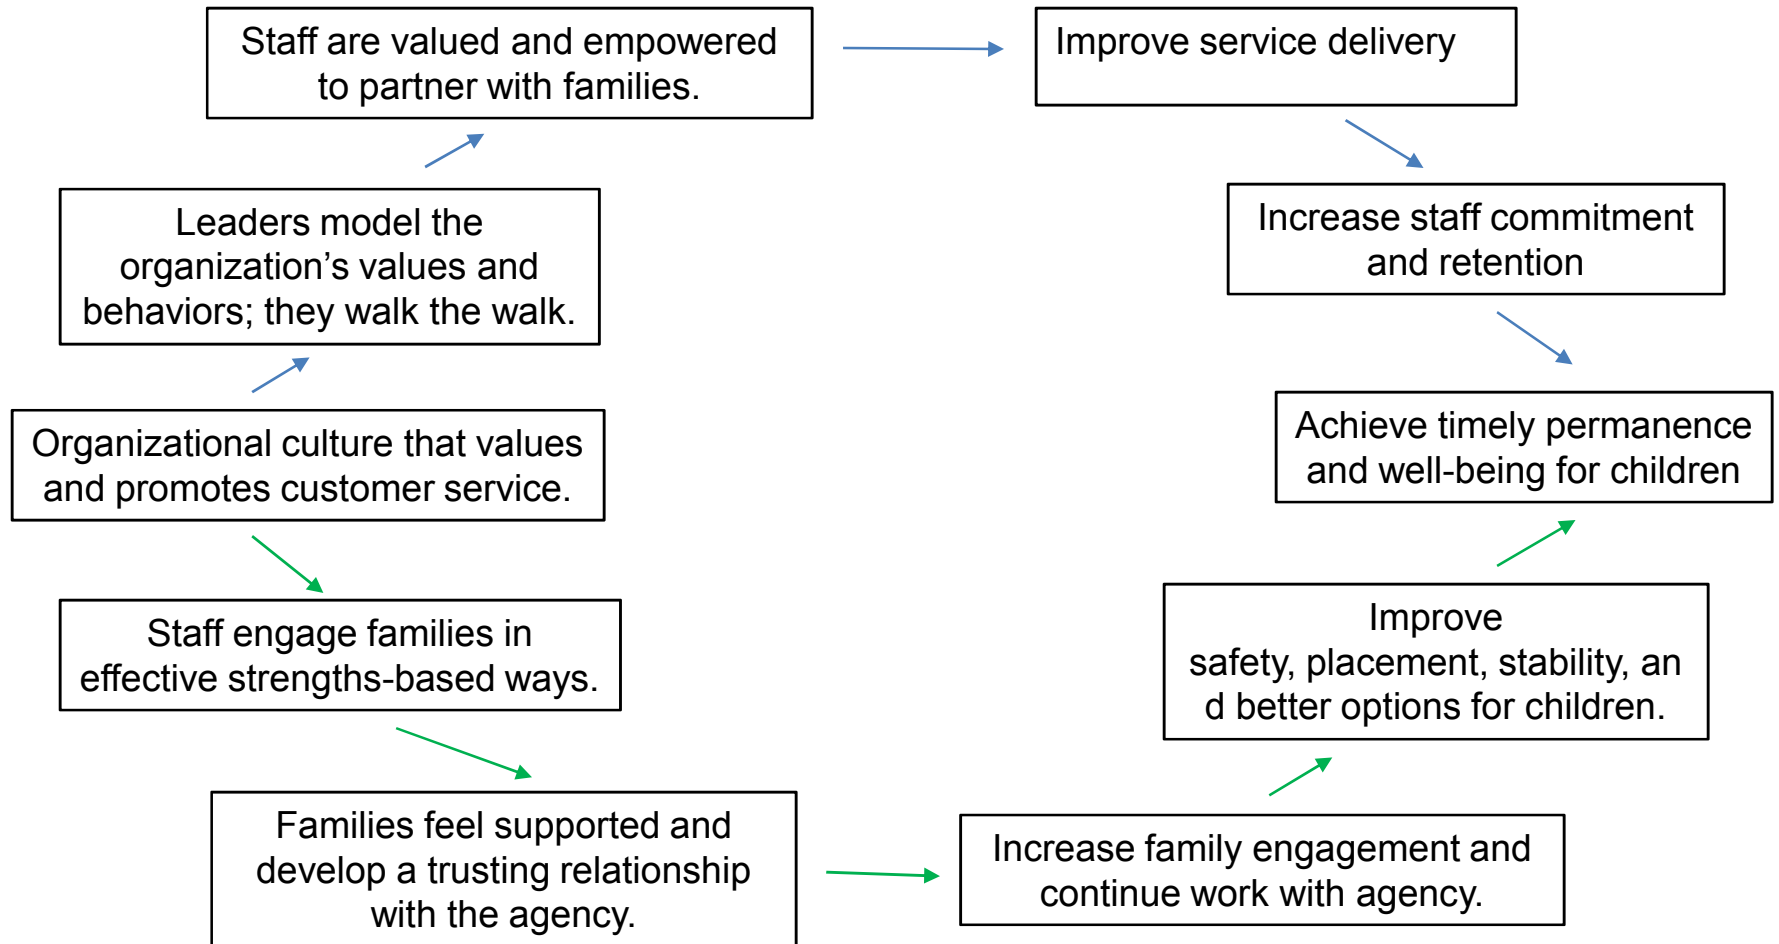 Staff are valued and empowered
to partner with families.
Improve service delivery
Leaders model the
organization’s values and
behaviors; they walk the walk.
Increase staff commitment
and retention
Organizational culture that values
and promotes customer service.
Achieve timely permanence
and well-being for children
Staff engage families in
effective strengths-based ways.
Improve
safety, placement, stability, an
d better options for children.
Families feel supported and
develop a trusting relationship
with the agency.
Increase family engagement and
continue work with agency.